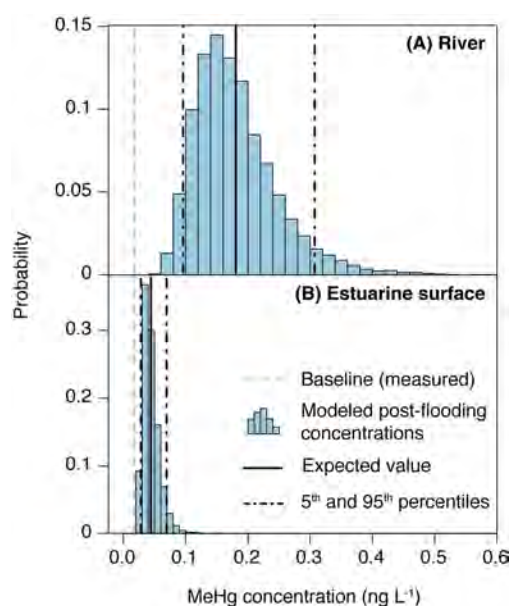 0.15
(A) River
0.1
0.05
0
Probability
(B) Estuarine surface
0.3
0.2
0.1
0
Baseline (measured)
Modeled post-flooding
concentrations
Expected value
5th and 95th percentiles
0.0 0.1 0.2 0.3 0.4 0.5 0.6
MeHg concentration (ng L-1)